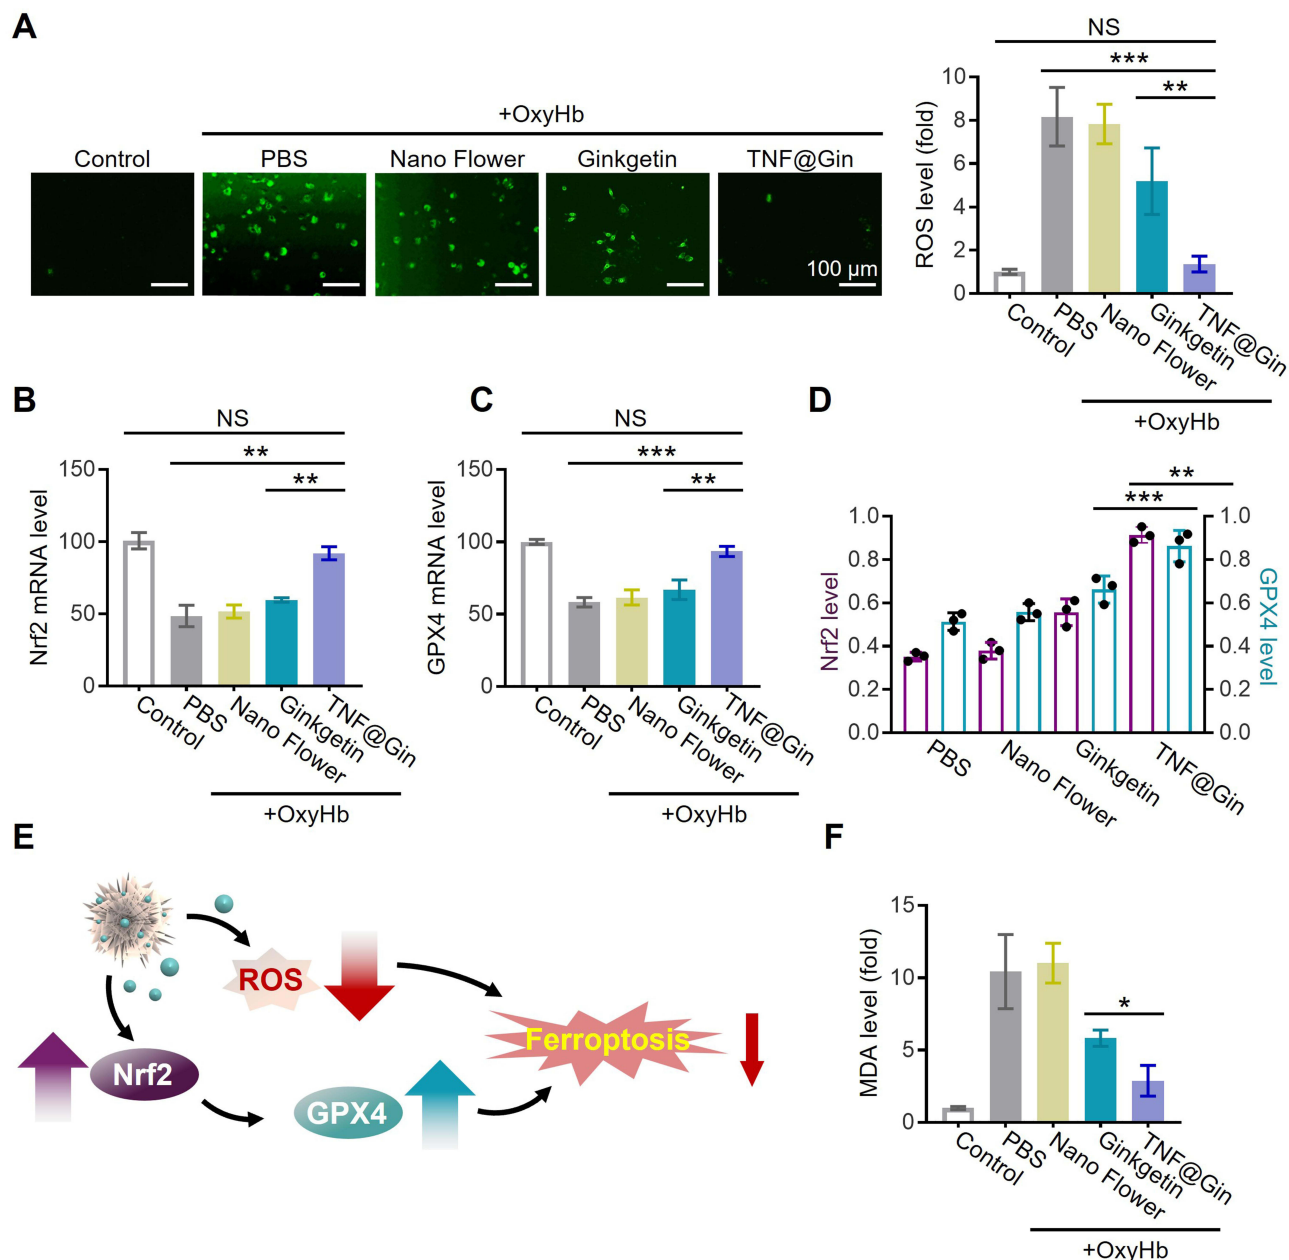 A
+OxyHb
Control PBS Nano Flower Ginkgetin TNF@Gin
100 µm
NS
***
**
ROS level (fold)
10
8
6
4
2
0
Control PBS Nano Flower Ginkgetin TNF@Gin
+OxyHb
B
NS
**
**
Nrf2 mRNA level
150
100
50
0
Control PBS Nano Flower Ginkgetin TNF@Gin
+OxyHb
C
NS
***
**
GPX4 mRNA level
150
100
50
0
Control PBS Nano Flower Ginkgetin TNF@Gin
+OxyHb
D
**
***
Nrf2 level
1.0
0.8
0.6
0.4
0.2
0.0
GPX4 level
1.0
0.8
0.6
0.4
0.2
0.0
PBS Nano Flower Ginkgetin TNF@Gin
E
ROS
Ferroptosis
Nrf2
GPX4
F
*
MDA level (fold)
15
10
5
0
Control PBS Nano Flower Ginkgetin TNF@Gin
+OxyHb